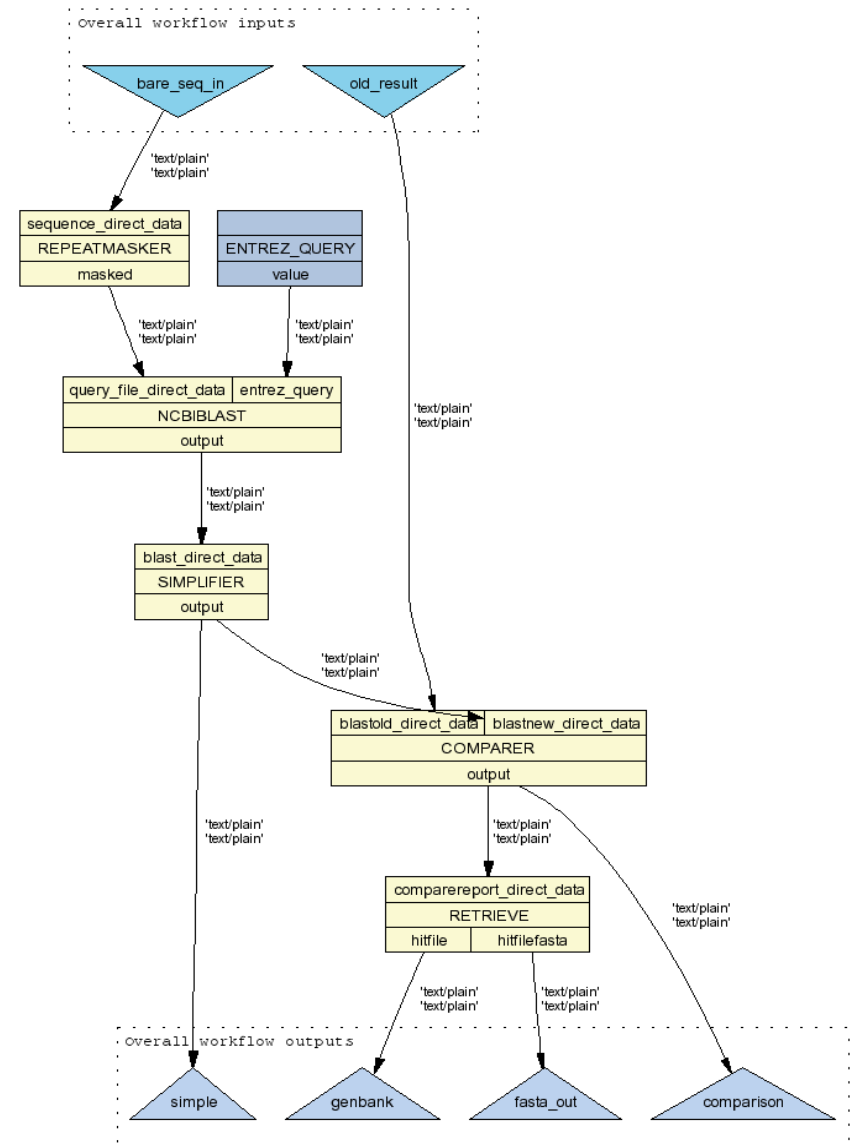 Overall workflow inputs
bare_seq_in
old_result
'text/plain'
'text/plain'
sequence_direct_data
REPEATMASKER
masked
ENTREZ_QUERY
value
'text/plain'
'text/plain'
'text/plain'
'text/plain'
query_file_direct_data
entrez_query
NCBIBLAST
output
'text/plain'
'text/plain'
'text/plain'
'text/plain'
blast_direct_data
SIMPLIFIER
output
'text/plain'
'text/plain'
blastold_direct_data
blastnew_direct_data
COMPARER
output
'text/plain'
'text/plain'
'text/plain'
'text/plain'
comparereport_direct_data
RETRIEVE
hitfile
hitfilefasta
'text/plain'
'text/plain'
'text/plain'
'text/plain'
'text/plain'
'text/plain'
Overall workflow outputs
simple
genbank
fasta_out
comparison